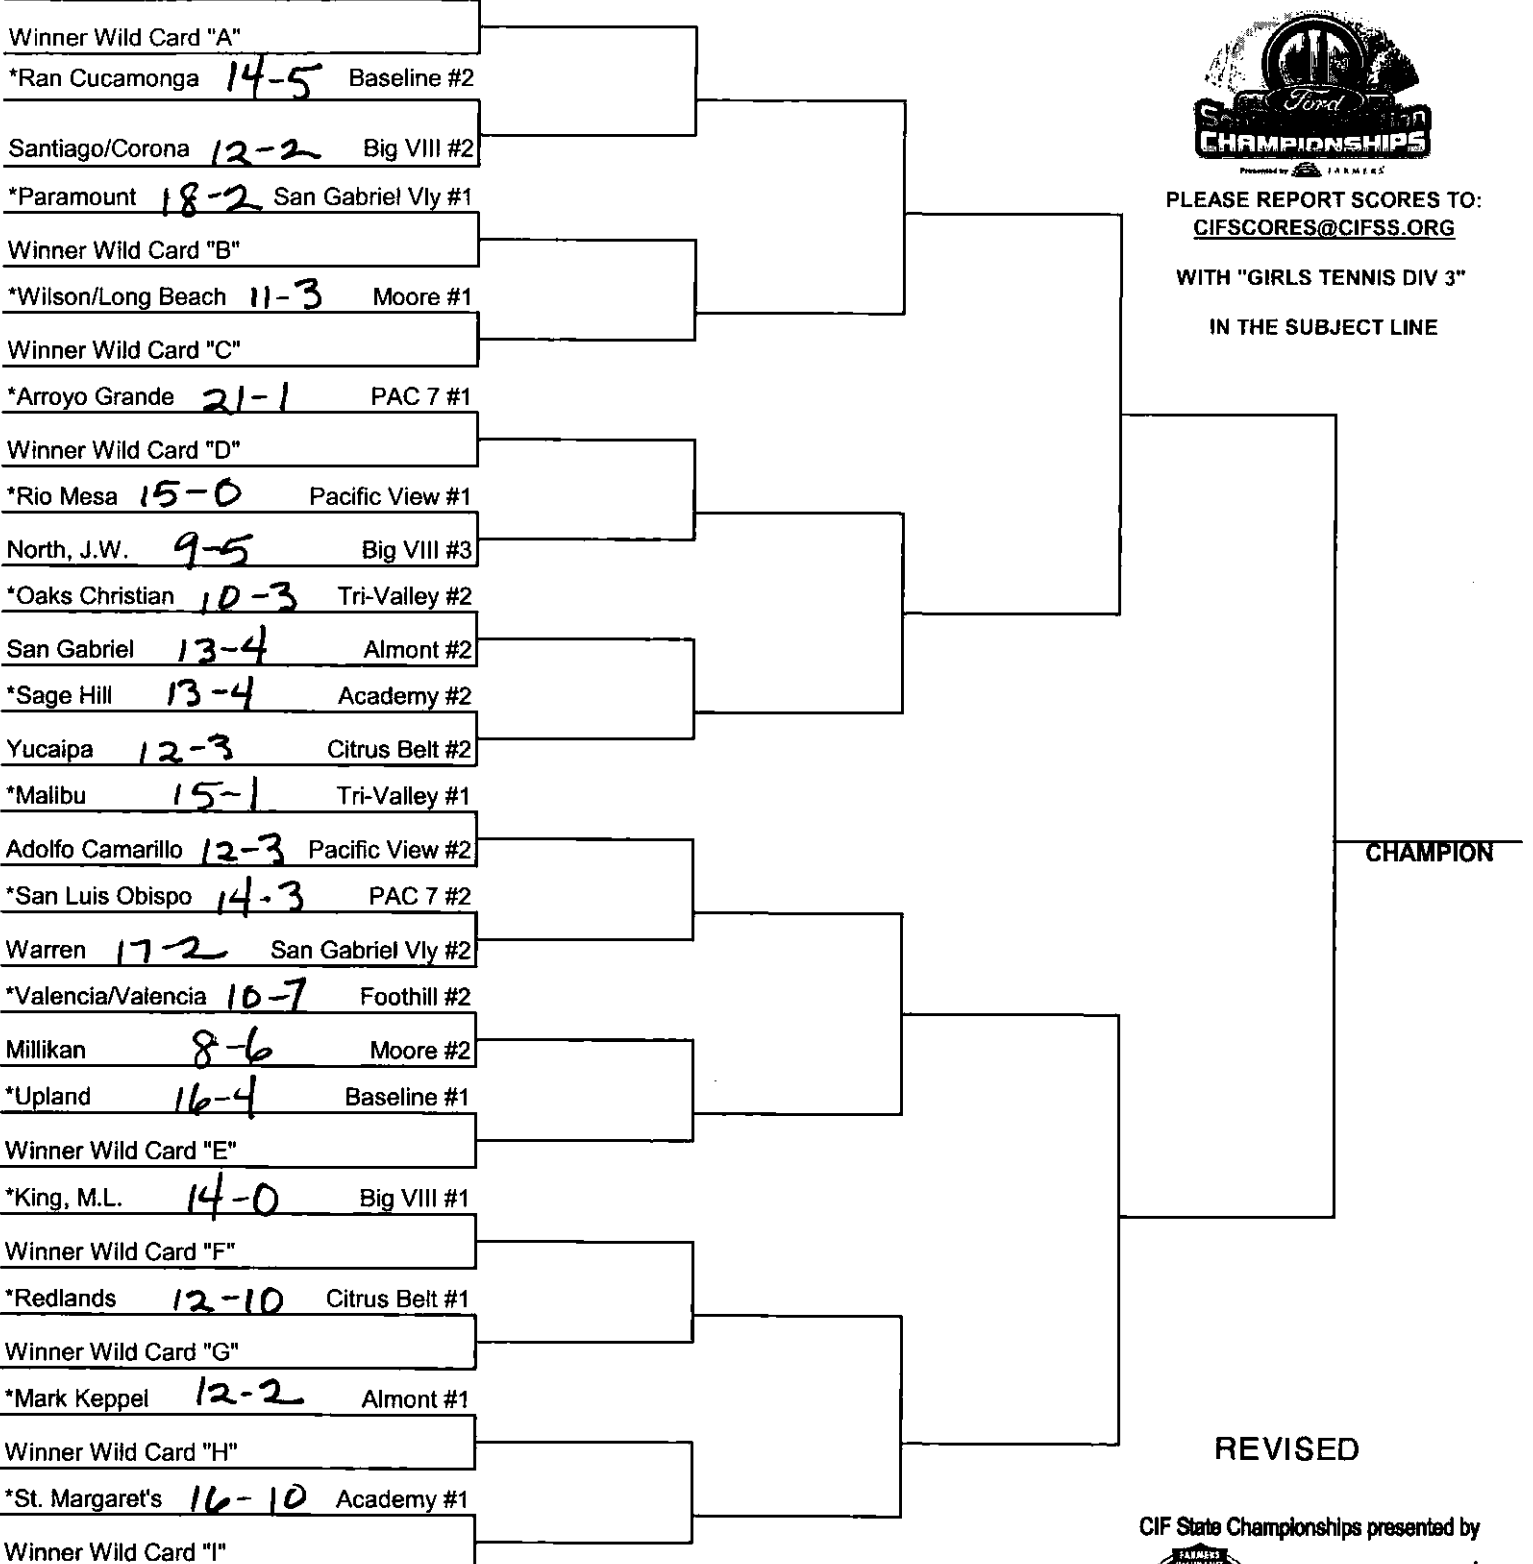 Winner Wild Card "A"
*Ran Cucamonga 14-5 Baseline #2
Santiago/Corona 12-2 Big VIII #2
*Paramount 18-2 San Gabriel Vly #1
Winner Wild Card "B"
*Wilson/Long Beach 11-3 Moore #1
Winner Wild Card "C"
*Arroyo Grande 21-1 PAC 7 #1
Winner Wild Card "D"
*Rio Mesa 15-0 Pacific View #1
North, J.W. 9-5 Big VIII #3
*Oaks Christian 10-3 Tri-Valley #2
San Gabriel 13-4 Almont #2
*Sage Hill 13-4 Academy #2
Yucaipa 12-3 Citrus Belt #2
*Malibu 15-1 Tri-Valley #1
Adolfo Camarillo 12-3 Pacific View #2
*San Luis Obispo 14-3 PAC 7 #2
Warren 17-2 San Gabriel Vly #2
*Valencia/Valencia 10-7 Foothill #2
Millikan 8-6 Moore #2
*Upland 16-4 Baseline #1
Winner Wild Card "E"
*King, M.L. 14-0 Big VIII #1
Winner Wild Card "F"
*Redlands 12-10 Citrus Belt #1
Winner Wild Card "G"
*Mark Keppel 12-2 Almont #1
Winner Wild Card "H"
*St. Margaret's 16-10 Academy #1
Winner Wild Card "I"
Ford
CHAMPIONSHIPS
Presented by FARMERS
PLEASE REPORT SCORES TO:
CIFSCORES@CIFSS.ORG
WITH "GIRLS TENNIS DIV 3"
IN THE SUBJECT LINE
CHAMPION
REVISED
CIF State Championships presented by
FARMERS